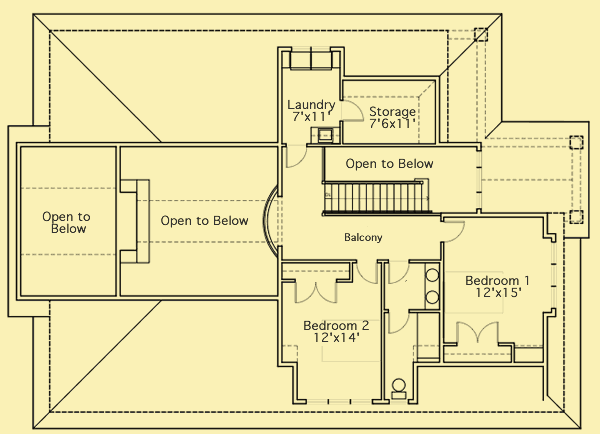 Laundry
7'x11'
Storage
7'6x11'
Open to Below
Open to
Below
Open to Below
Balcony
Bedroom 1
12'x15'
Bedroom 2
12'x14'